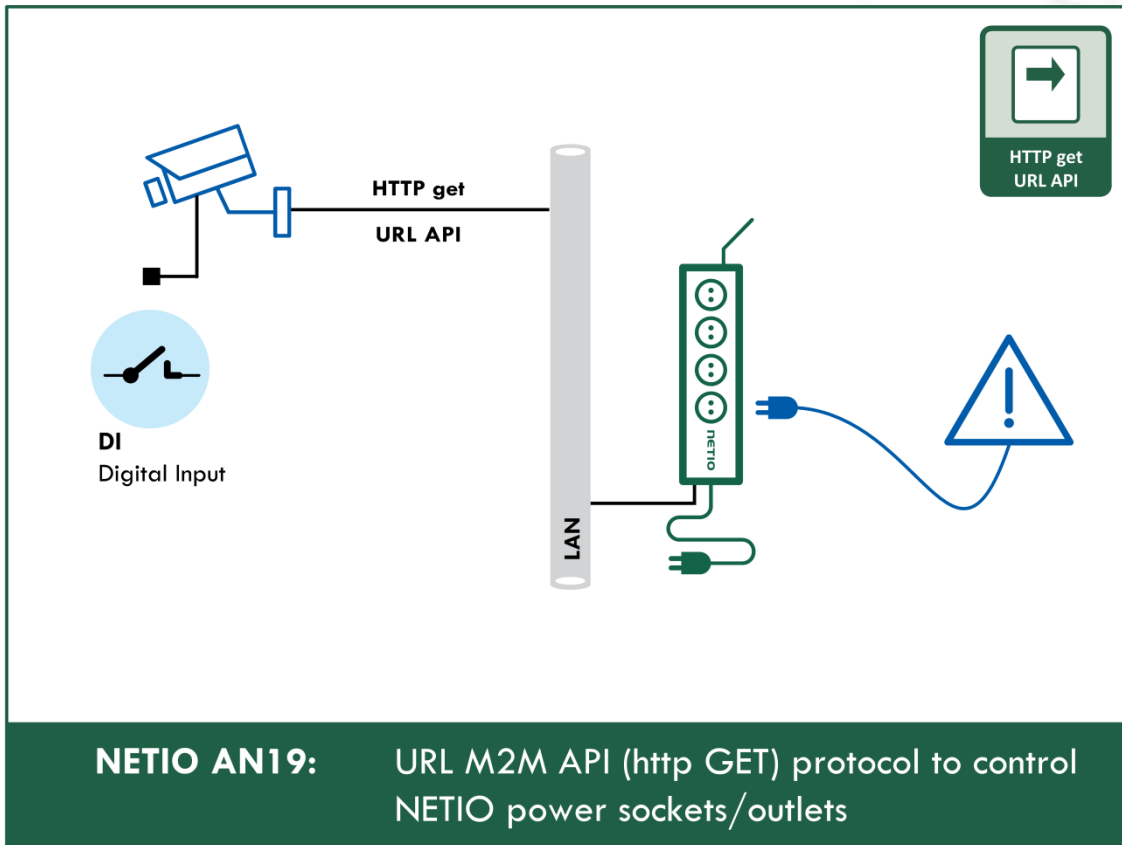 HTTP get
URL API
HTTP get
URL API
DI
Digital Input
NETIO
LAN
NETIO AN19: URL M2M API (http GET) protocol to control
NETIO power sockets/outlets